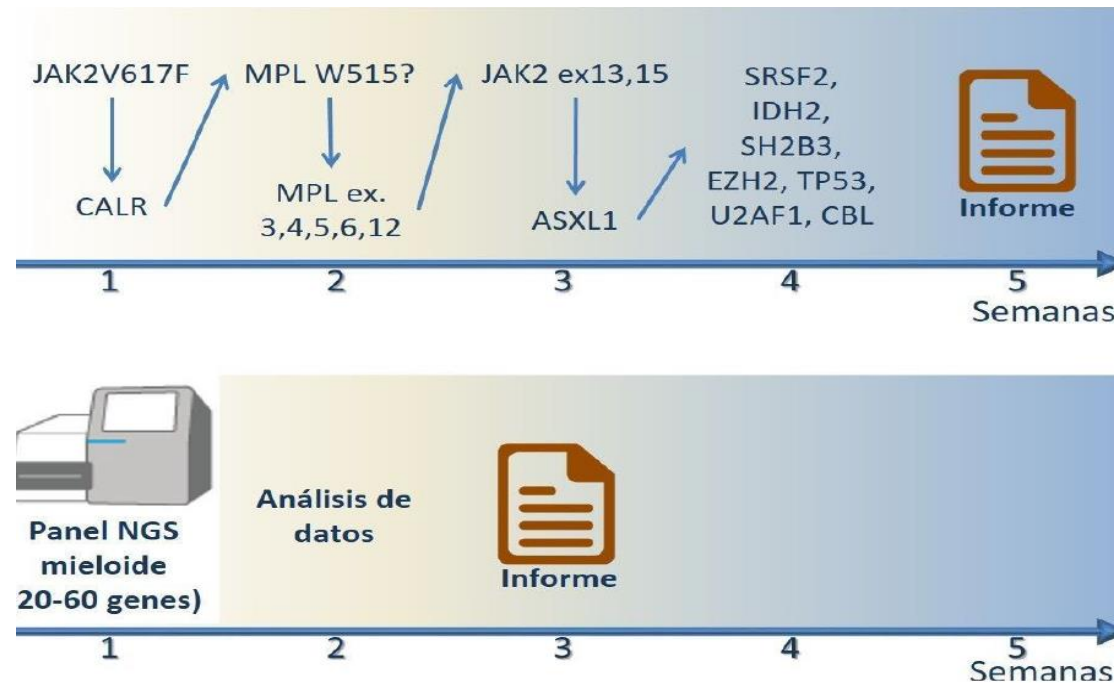 JAK2V617F
MPL W515?
JAK2 ex13,15
CALR
MPL ex.
3,4,5,6,12
ASXL1
SRSF2,
IDH2,
SH2B3,
EZH2, TP53,
U2AF1, CBL
Informe
1
2
3
4
5
Semanas
Panel NGS
mieloide
20-60 genes)
Análisis de
datos
Informe
1
2
3
4
5
Semanas